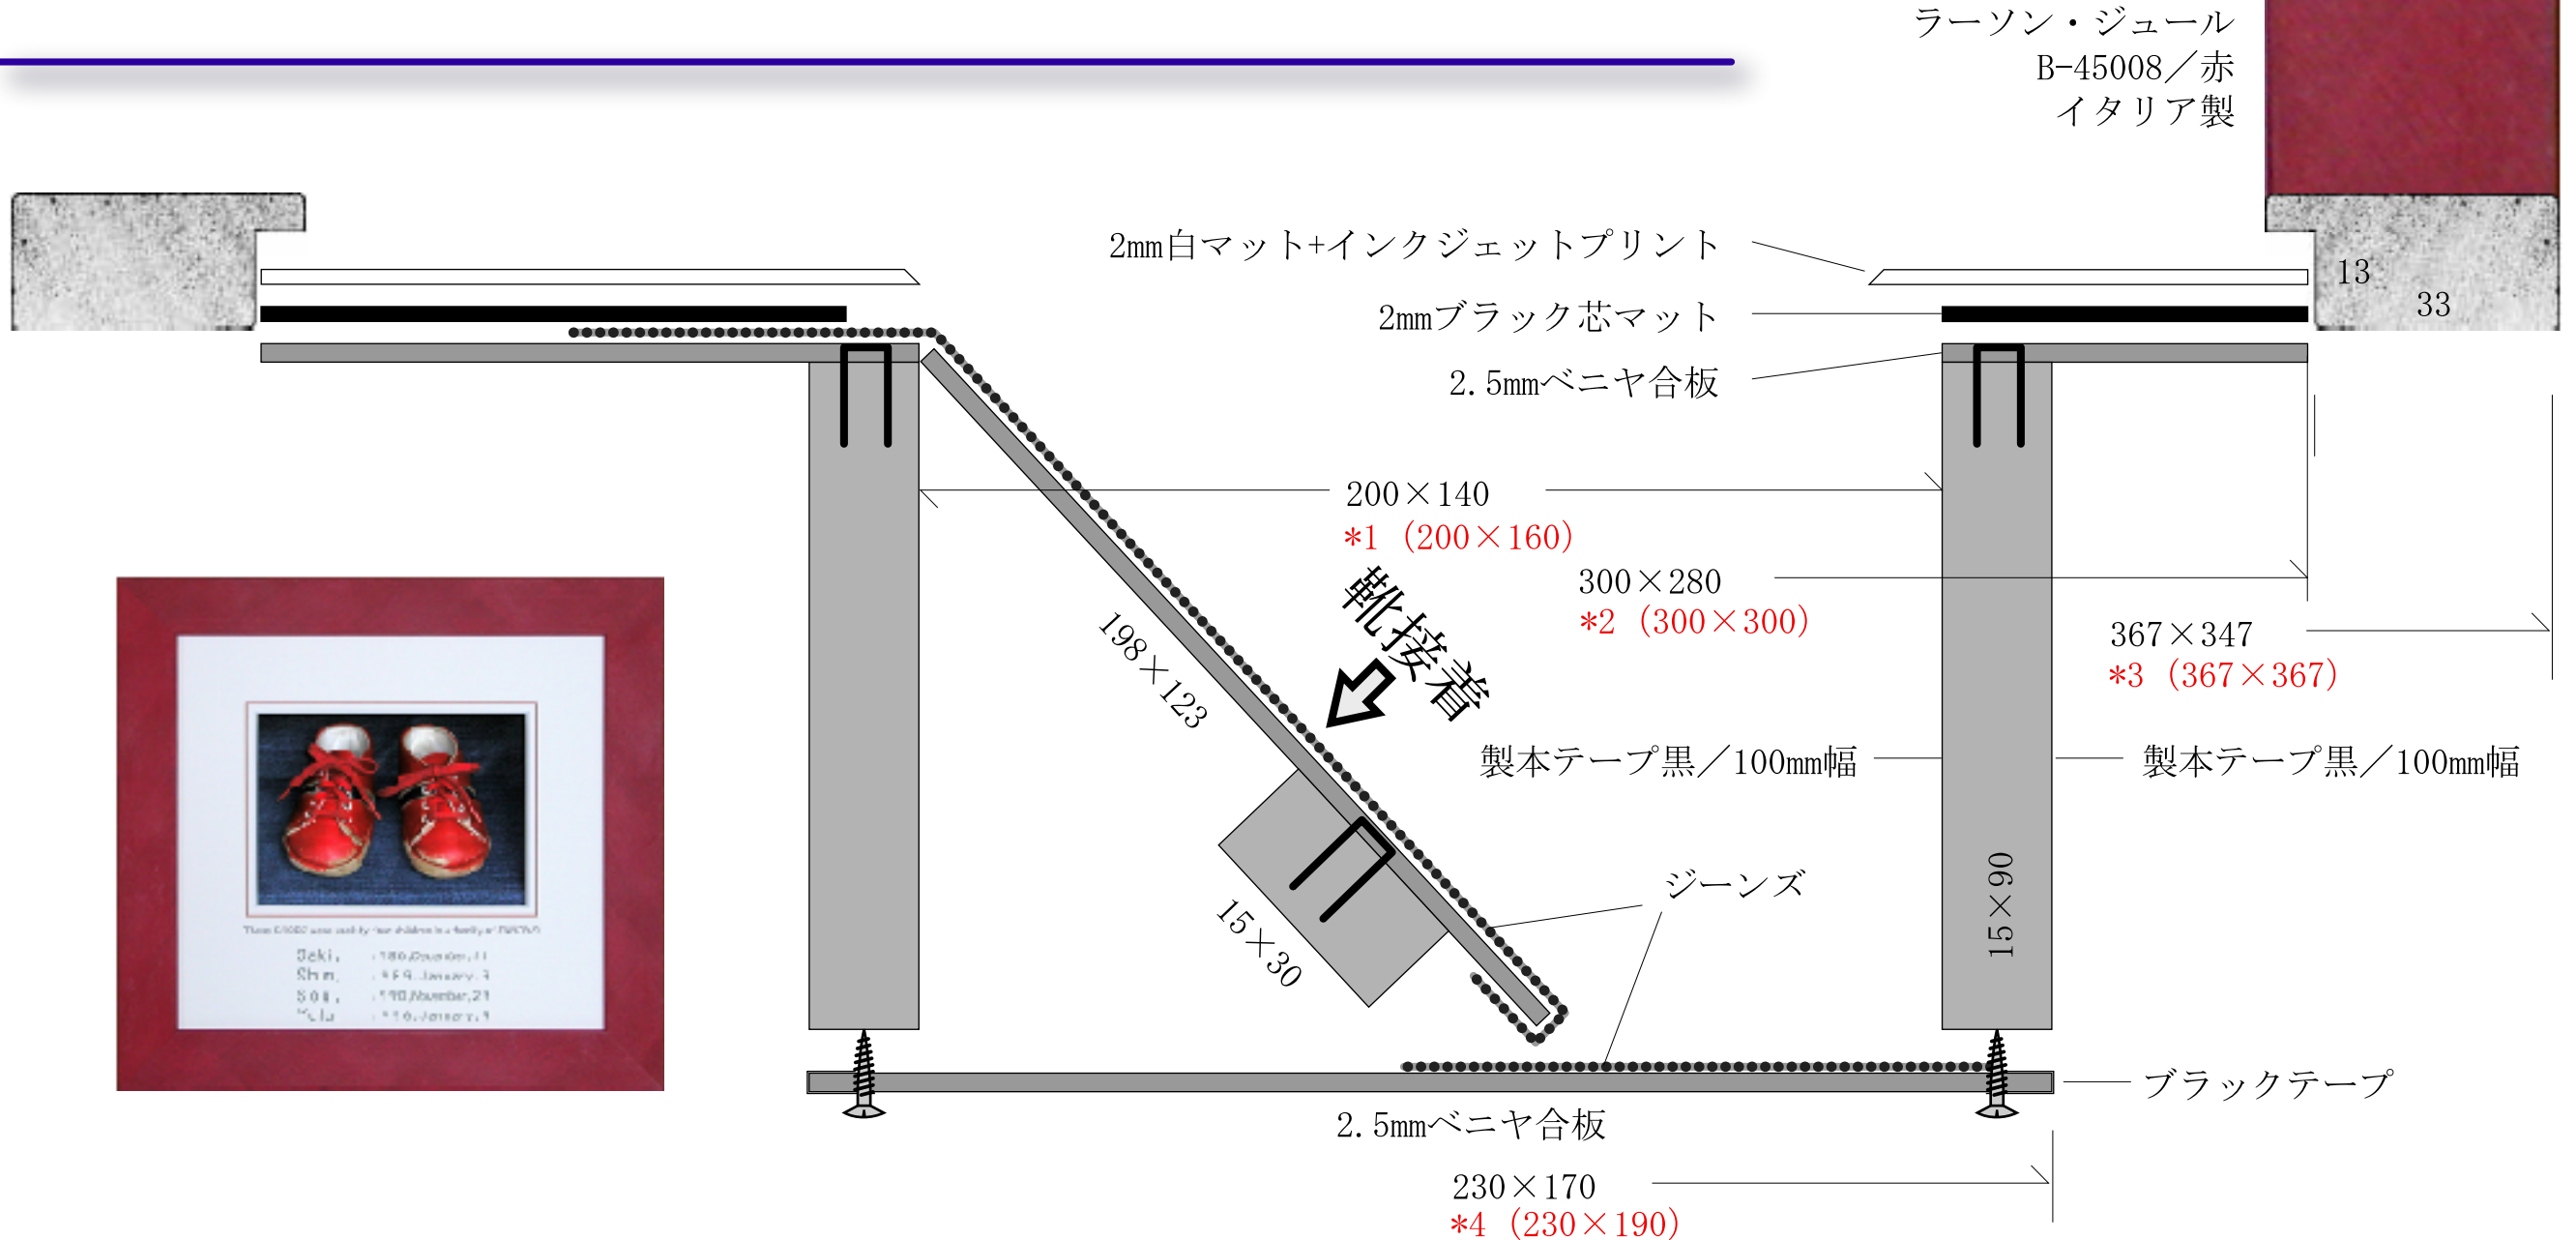 ラーソン・ジュール
B-45008／赤
イタリア製
2mm白マット+インクジェットプリント
13
33
2mmブラック芯マット
2.5mmベニヤ合板
200×140
*1 (200×160)
靴接着
300×280
*2 (300×300)
198×123
367×347
*3 (367×367)
製本テープ黒／100mm幅
製本テープ黒／100mm幅
ジーンズ
15×90
15×30
ブラックテープ
2.5mmベニヤ合板
230×170
*4 (230×190)